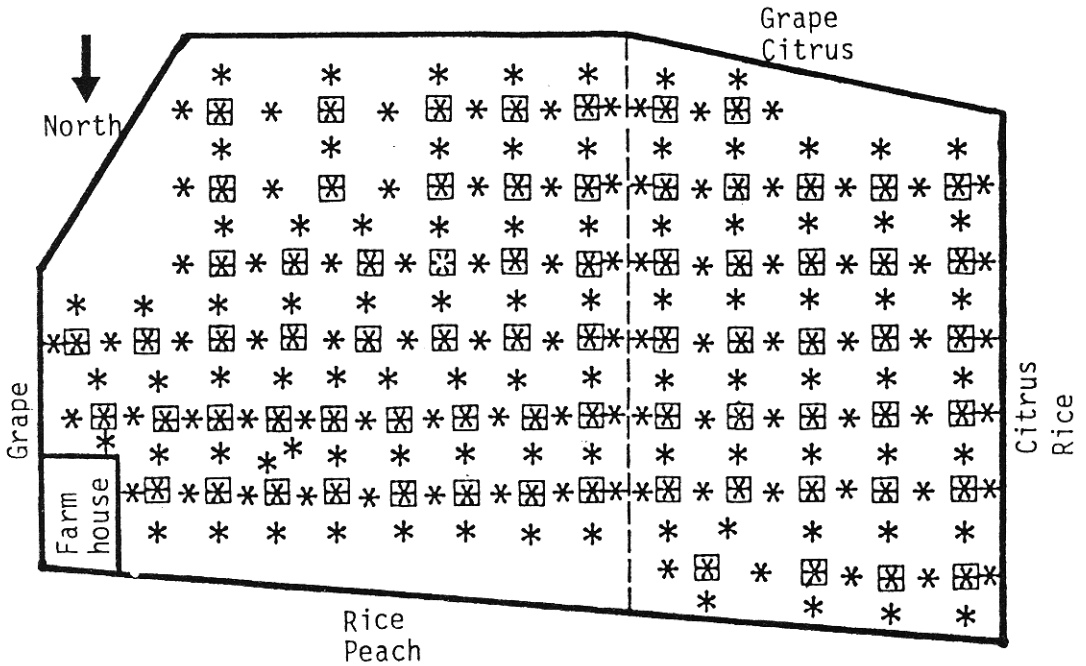 Grape
Citrus
North
Grape
Farm
house
Citrus
Rice
Rice
Peach